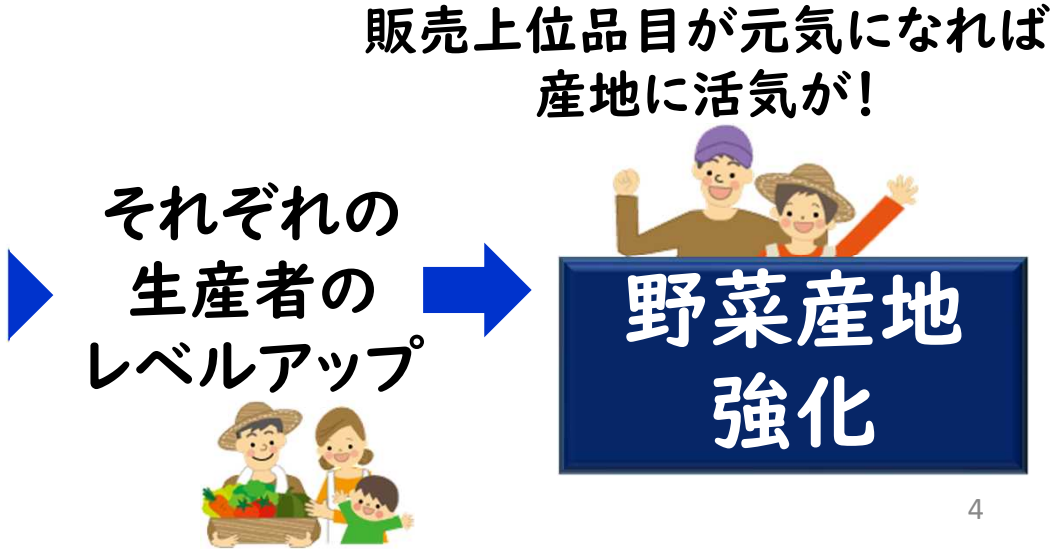 販売上位品目が元気になれば
産地に活気が!
それぞれの
生産者の
レベルアップ
野菜産地
強化
4